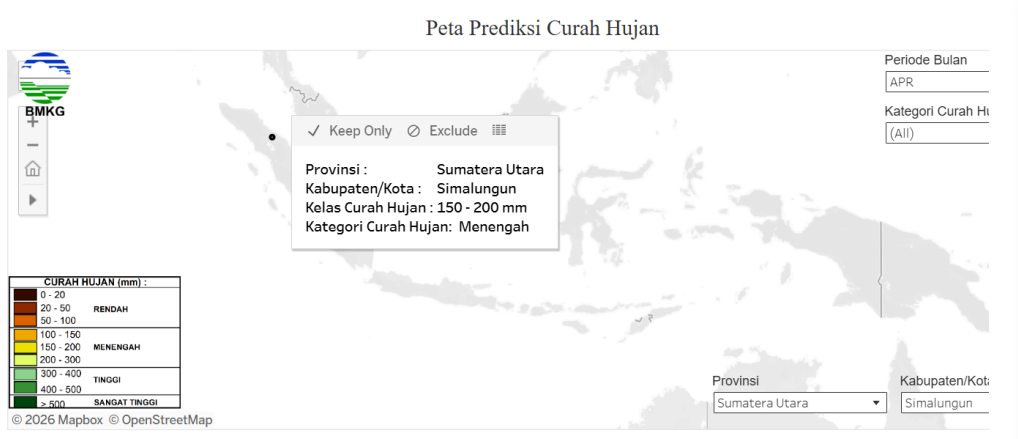 Peta Prediksi Curah Hujan
BMKG
Periode Bulan
APR
Kategori Curah Hu
(All)
Keep Only Exclude
Provinsi : Sumatera Utara
Kabupaten/Kota : Simalungun
Kelas Curah Hujan : 150 - 200 mm
Kategori Curah Hujan: Menengah
CURAH HUJAN (mm) :
0 - 20
20 - 50
50 - 100
RENDAH
100 - 150
150 - 200
200 - 300
MENENGAH
300 - 400
400 - 500
TINGGI
> 500
SANGAT TINGGI
Provinsi
Sumatera Utara
Kabupaten/Kota
Simalungun
© 2026 Mapbox © OpenStreetMap